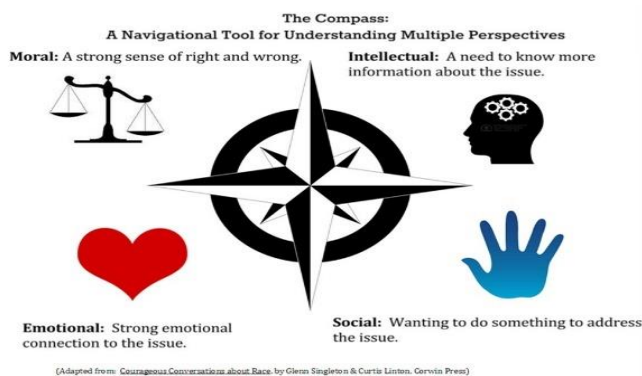 The Compass:
A Navigational Tool for Understanding Multiple Perspectives
Moral: A strong sense of right and wrong.
Intellectual: A need to know more
information about the issue.
Emotional: Strong emotional
connection to the issue.
Social: Wanting to do something to address
the issue.
(Adapted from: Courageous Conversations about Race, by Glenn Singleton & Curtis Linton, Corwin Press)